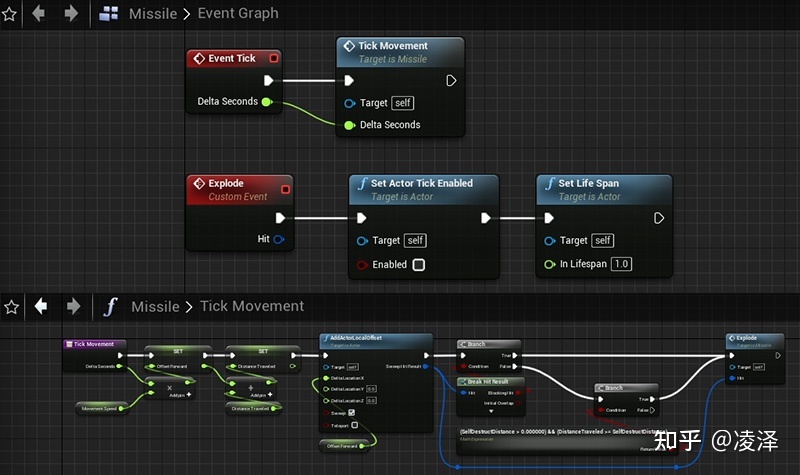 Missile > Event Graph
Event Tick
Delta Seconds
Tick Movement
Target is Missile
Target self
Delta Seconds
Explode
Custom Event
Hit
Set Actor Tick Enabled
Target is Actor
Target self
Enabled
Set Life Span
Target is Actor
Target self
In Lifespan 1.0
Missile > Tick Movement
Tick Movement
Delta Seconds
SET
Offset Forward
SET
Distance Traveled
Add pin +
Add pin +
Movement Speed
Distance Traveled
AddActorLocalOffset
Target is Actor
Target self
Sweep Hit Result
Delta Location X
Delta Location Y 0.0
Delta Location Z 0.0
Sweep
Teleport
Offset Forward
Branch
True
Condition
False
Break Hit Result
Hit
Blocking Hit
Initial Overlap
Branch
True
Condition
False
(SelfDestructDistance > 0.000000) && (DistanceTraveled >= SelfDestructDistance)
Math Expression
Explode
Target is Missile
Target self
Hit
知乎 @凌泽